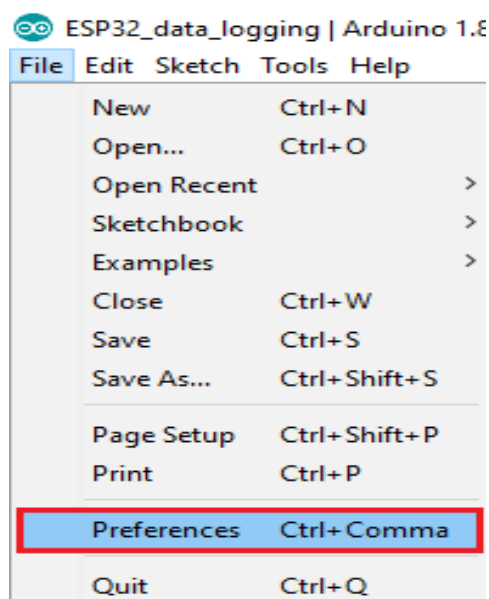 ESP32_data_logging | Arduino 1.8
File Edit Sketch Tools Help
New Ctrl+N
Open... Ctrl+O
Open Recent >
Sketchbook >
Examples >
Close Ctrl+W
Save Ctrl+S
Save As... Ctrl+Shift+S
Page Setup Ctrl+Shift+P
Print Ctrl+P
Preferences Ctrl+Comma
Quit Ctrl+Q